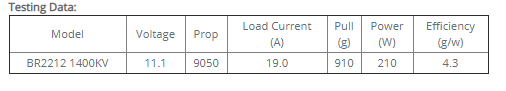 Testing Data:
Model Voltage Prop Load Current (A) Pull (g) Power (W) Efficiency (g/w)
BR2212 1400KV 11.1 9050 19.0 910 210 4.3